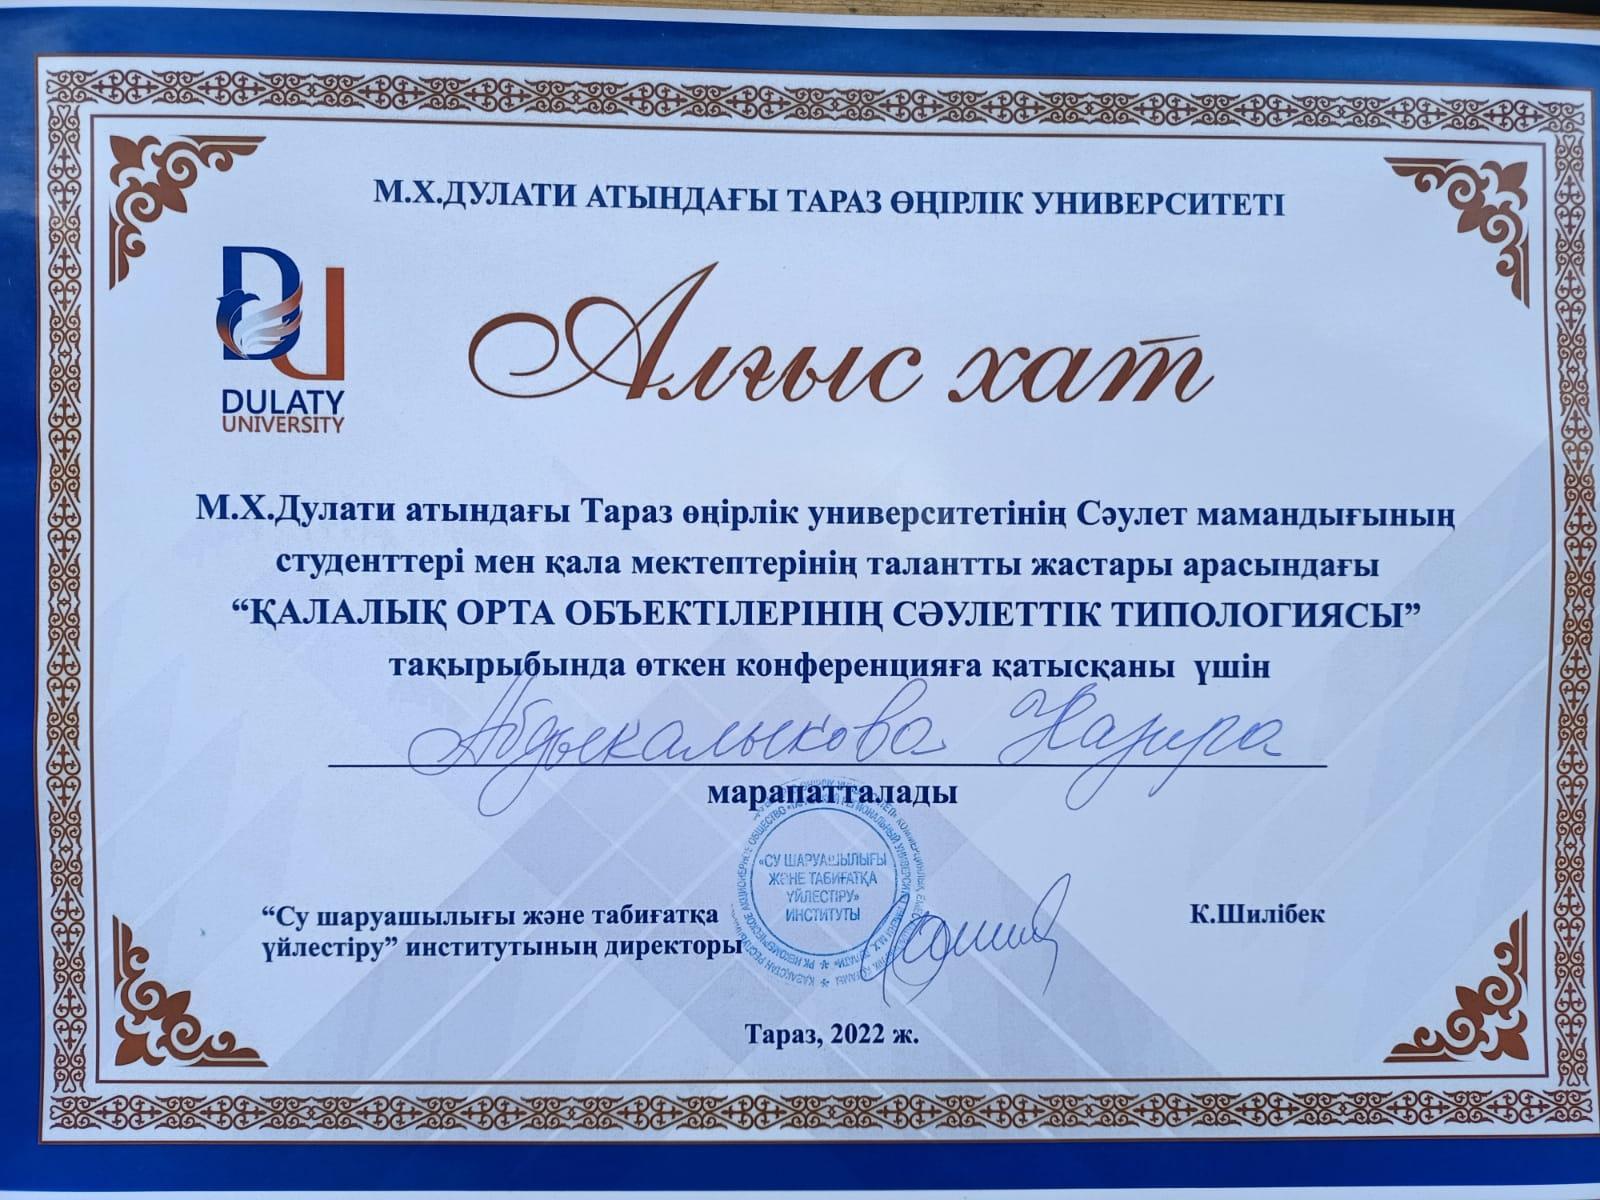 М.Х.ДУЛАТИ АТЫНДАҒЫ ТАРАЗ ӨҢІРЛІК УНИВЕРСИТЕТІ
DU
DULATY
UNIVERSITY
Алғыс хат
М.Х.Дулати атындағы Тараз өңірлік университетінің Сәулет мамандығының
студенттері мен қала мектептерінің талантты жастары арасындағы
“ҚАЛАЛЫҚ ОРТА ОБЪЕКТІЛЕРІНІҢ СӘУЛЕТТІК ТИПОЛОГИЯСЫ”
тақырыбында өткен конференцияға қатысқаны үшін
Абдыкалыкова Назира
марапатталады
«СУ ШАРУАШЫЛЫҒЫ
ЖӘНЕ ТАБИҒАТҚА
ҮЙЛЕСТІРУ»
ИНСТИТУТЫ
“Су шаруашылығы және табиғатқа
үйлестіру” институтының директоры
К.Шилібек
Тараз, 2022 ж.